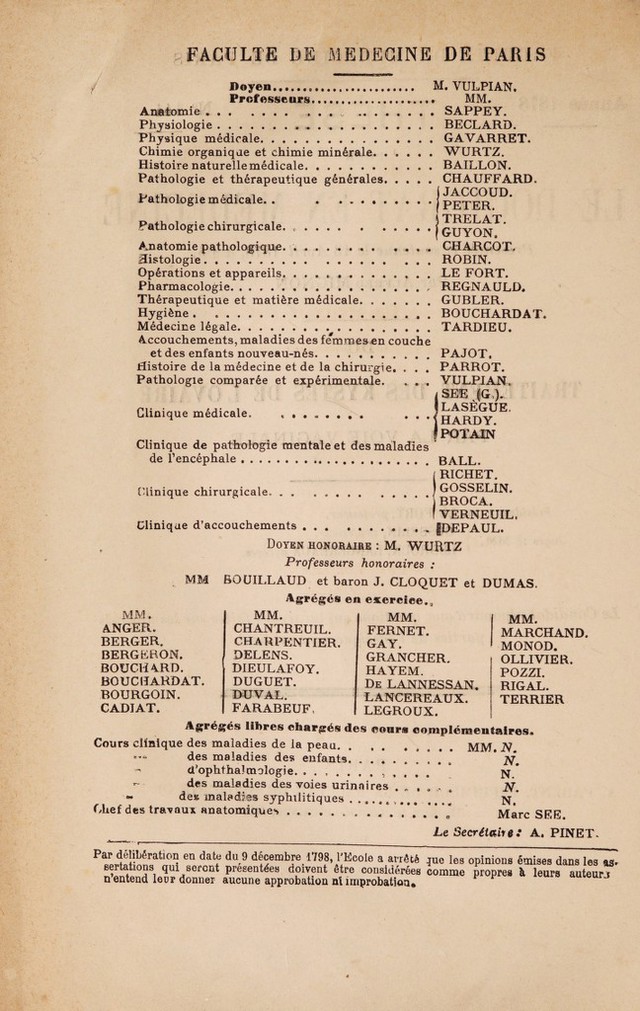 FACULTE DE MEDECINE DE PARIS
Doyen...................... M. VULPIAN.
Professeurs................... MM.
Anatomie . . . . . . . . . . . . . . . SAPPEY.
Physiologie . . . . . . . . . . . . . . BECLARD.
Physique médicale. . . . . . . . . . . . . GAVARRET.
Chimie organique et chimie minérale. . . . . . WURTZ.
Histoire naturelle médicale. . . . . . . . . . BAILLON.
Pathologie et thérapeutique générales. . . . . CHAUFFARD.
Pathologie médicale. . . . . . . . . . . { JACCOUD.
PETER.
Pathologie chirurgicale. . . . . . . . . . { TRELAT.
GUYON.
Anatomie pathologique. . . . . . . . . . . . CHARCOT.
Histologie. . . . . . . . . . . . . . . . ROBIN.
Opérations et appareils. . . . . . . . . . . . LE FORT.
Pharmacologie. . . . . . . . . . . . . . . REGNAULD.
Thérapeutique et matière médicale. . . . . . . GUBLER.
Hygiène . . . . . . . . . . . . . . . . BOUCHARDAT.
Médecine légale. . . . . . . . . . . . . . TARDIEU.
Accouchements, maladies des femmes en couche
et des enfants nouveau-nés. . . . . . . . . . PAJOT.
Histoire de la médecine et de la chirurgie. . . . PARROT.
Pathologie comparée et expérimentale. . . . VULPIAN.
Clinique médicale. . . . . . . . . . . { SEE (G.).
LASÈGUE.
HARDY.
POTAIN
Clinique de pathologie mentale et des maladies
de l'encéphale . . . . . . . . . . . . . . . . . . . BALL.
Clinique chirurgicale. . . . . . . . . . . . { RICHET.
GOSSELIN.
BROCA.
VERNEUIL.
Clinique d'accouchements . . . . . . . . . . . DEPAUL.
DOYEN HONORAIRE : M. WURTZ
Professeurs honoraires :
MM BOUILLAUD et baron J. CLOQUET et DUMAS.
Agrégés en exercice.
MM. MM. MM. MM.
ANGER. CHANTREUIL. FERNET. MARCHAND.
BERGER. CHARPENTIER. GAY. MONOD.
BERGERON. DELENS. GRANCHER. OLLIVIER.
BOUCHARD. DIEULAFOY. HAYEM. POZZI.
BOUCHARDAT. DUGUET. DE LANNESSAN. RIGAL.
BOURGOIN. DUVAL. LANCEREAUX. TERRIER
CADIAT. FARABEUF. LEGROUX.
Agrégés libres chargés des cours complémentaires.
Cours clinique des maladies de la peau. . . . . . . . . MM. N.
— des maladies des enfants. . . . . . . . . . N.
— d'ophthalmologie. . . . . . . . . . . . . N.
— des maladies des voies urinaires . . . . . . N.
— des maladies syphilitiques . . . . . . . . . . N.
Chef des travaux anatomiques . . . . . . . . . . . . . . . Marc SEE.
Le Secrétaire : A. PINET.
Par délibération en date du 9 décembre 1798, l'Ecole a arrêté que les opinions émises dans les as-
sertations qui seront présentées doivent être considérées comme propres à leurs auteurs
n'entend leur donner aucune approbation ni improbation.